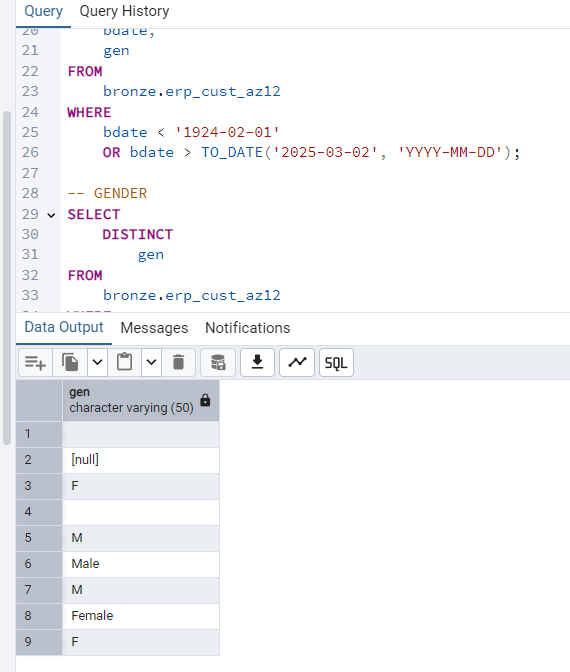 Query Query History
20 bdate,
21 gen
22 FROM
23 bronze.erp_cust_az12
24 WHERE
25 bdate < '1924-02-01'
26 OR bdate > TO_DATE('2025-03-02', 'YYYY-MM-DD');
27
28 -- GENDER
29 SELECT
30 DISTINCT
31 gen
32 FROM
33 bronze.erp_cust_az12
Data Output Messages Notifications
SQL
gen
character varying (50)
1
2 [null]
3 F
4
5 M
6 Male
7 M
8 Female
9 F